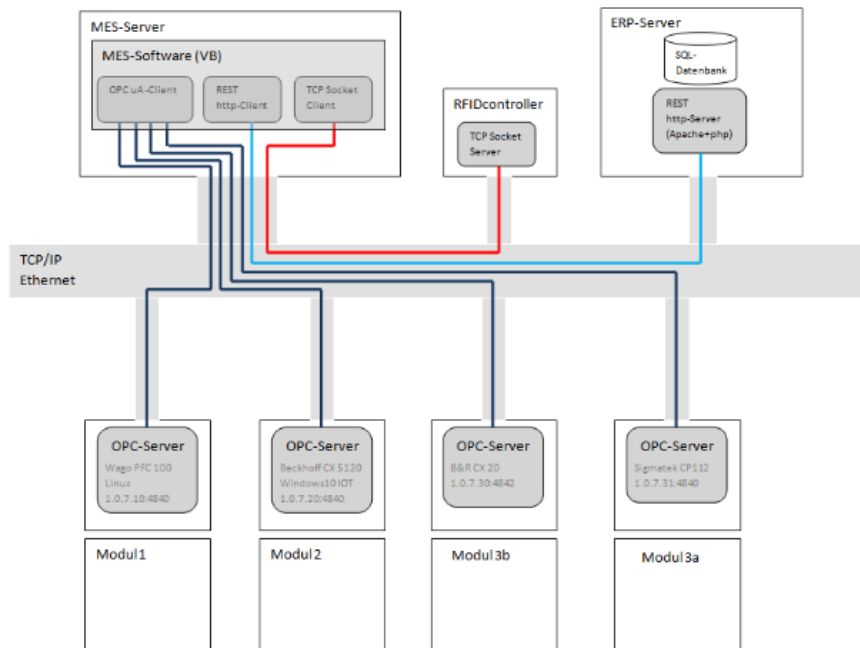 MES-Server
MES-Software (VB)
OPC uA-Client
REST
http-Client
TCP Socket
Client
RFIDcontroller
TCP Socket
Server
ERP-Server
SQL-
Datenbank
REST
http-Server
(Apache+php)
TCP/IP
Ethernet
OPC-Server
Wago PFC 100
Linux
1.0.7.10:4840
OPC-Server
Beckhoff CX 5120
Windows10 IOT
1.0.7.20:4840
OPC-Server
B&R CX 20
1.0.7.30:4842
OPC-Server
Sigmatek CP112
1.0.7.31:4840
Modul1
Modul2
Modul3b
Modul3a